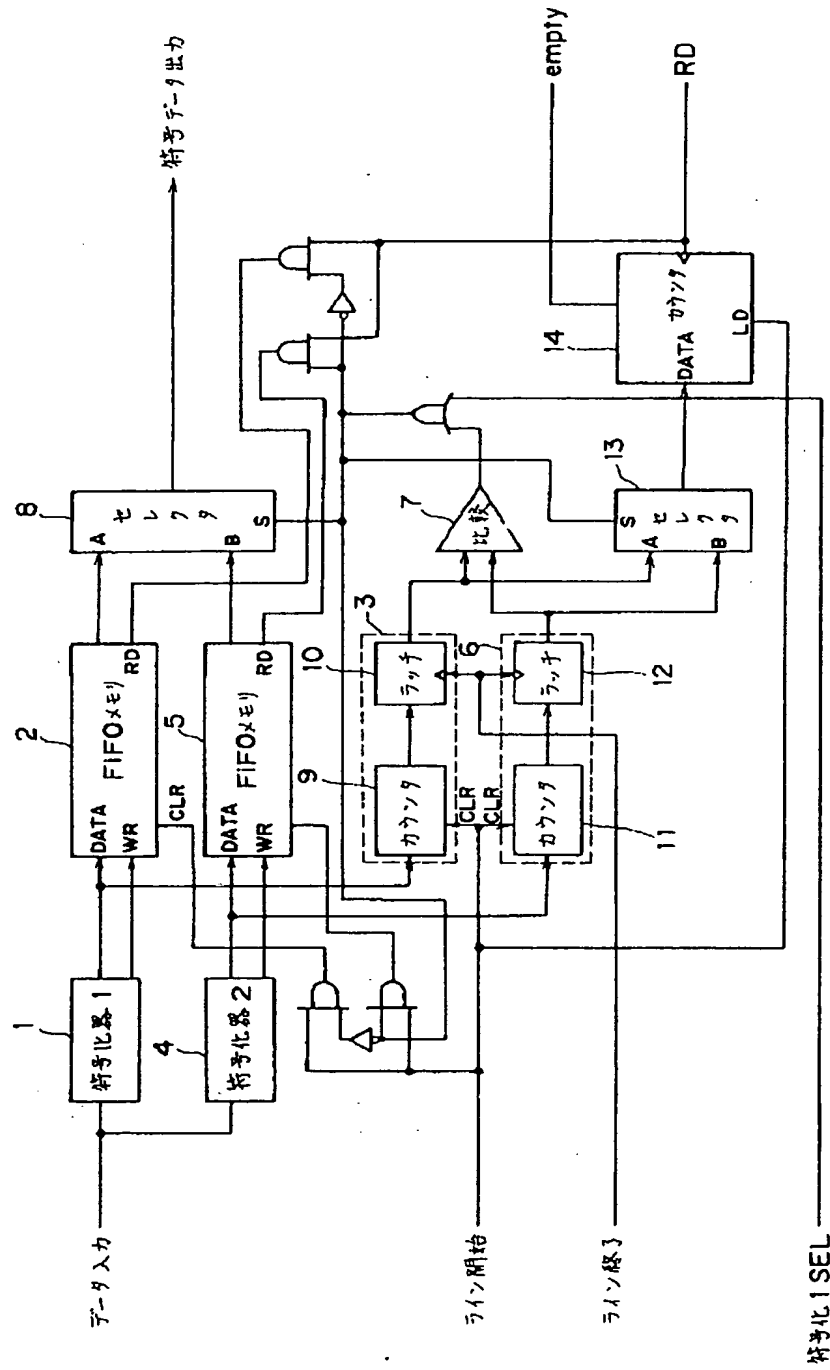 データ入力
1
符号化器1
4
符号化器2
2
DATA
WR
FiFOメモリ
RD
CLR
5
DATA
WR
FiFOメモリ
RD
8
A
セレクタ
B
S
符号データ出力
3
9
カウンタ
CLR
10
ラッチ
6
11
カウンタ
CLR
12
ラッチ
7
比較
13
S
A
セレクタ
B
14
DATA
カウンタ
LD
empty
RD
ライン開始
ライン終了
符号化1 SEL